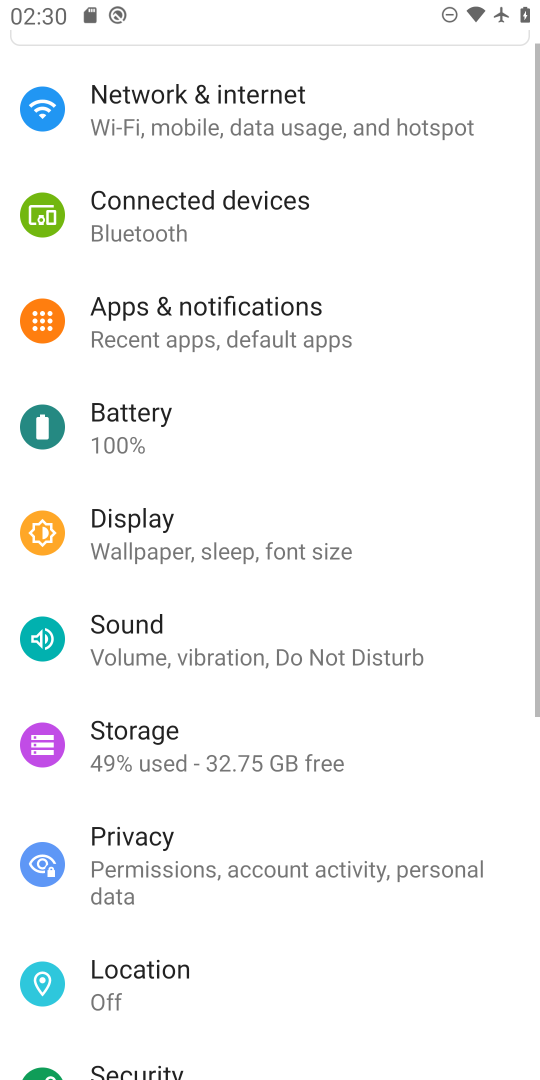 02:30
Network & internet
Wi-Fi, mobile, data usage, and hotspot
Connected devices
Bluetooth
Apps & notifications
Recent apps, default apps
Battery
100%
Display
Wallpaper, sleep, font size
Sound
Volume, vibration, Do Not Disturb
Storage
49% used - 32.75 GB free
Privacy
Permissions, account activity, personal
data
Location
Off
Security